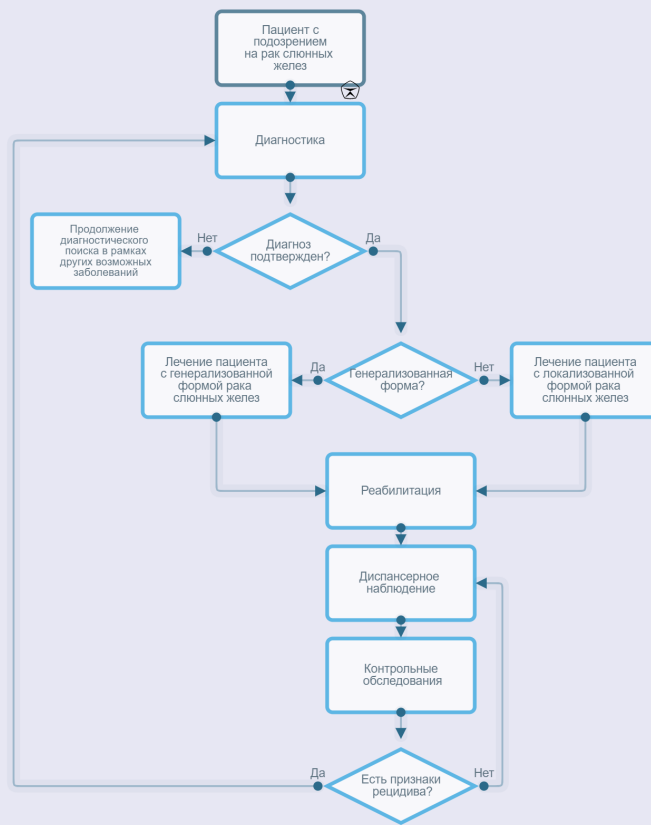 Пациент с
подозрением
на рак слюнных
желез
Диагностика
Продолжение
диагностического
поиска в рамках
других возможных
заболеваний
Нет
Диагноз
подтвержден?
Да
Лечение пациента
с генерализованной
формой рака
слюнных желез
Да
Генерализованная
форма?
Нет
Лечение пациента
с локализованной
формой рака
слюнных желез
Реабилитация
Диспансерное
наблюдение
Контрольные
обследования
Да
Есть признаки
рецидива?
Нет